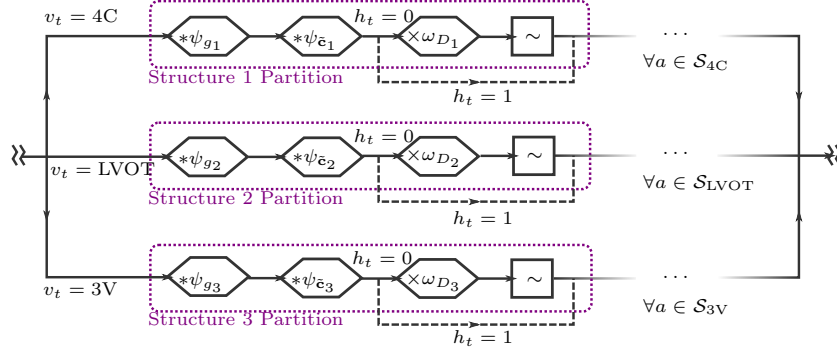 v_t = 4C
h_t = 0
*ψ_{g_1} *ψ_{c̃_1} ×ω_{D_1} ∼ ...
Structure 1 Partition
∀a ∈ S_{4C}
h_t = 1
h_t = 0
v_t = LVOT *ψ_{g_2} *ψ_{c̃_2} ×ω_{D_2} ∼ ...
∀a ∈ S_{LVOT}
Structure 2 Partition
h_t = 1
h_t = 0
v_t = 3V *ψ_{g_3} *ψ_{c̃_3} ×ω_{D_3} ∼ ...
∀a ∈ S_{3V}
Structure 3 Partition
h_t = 1